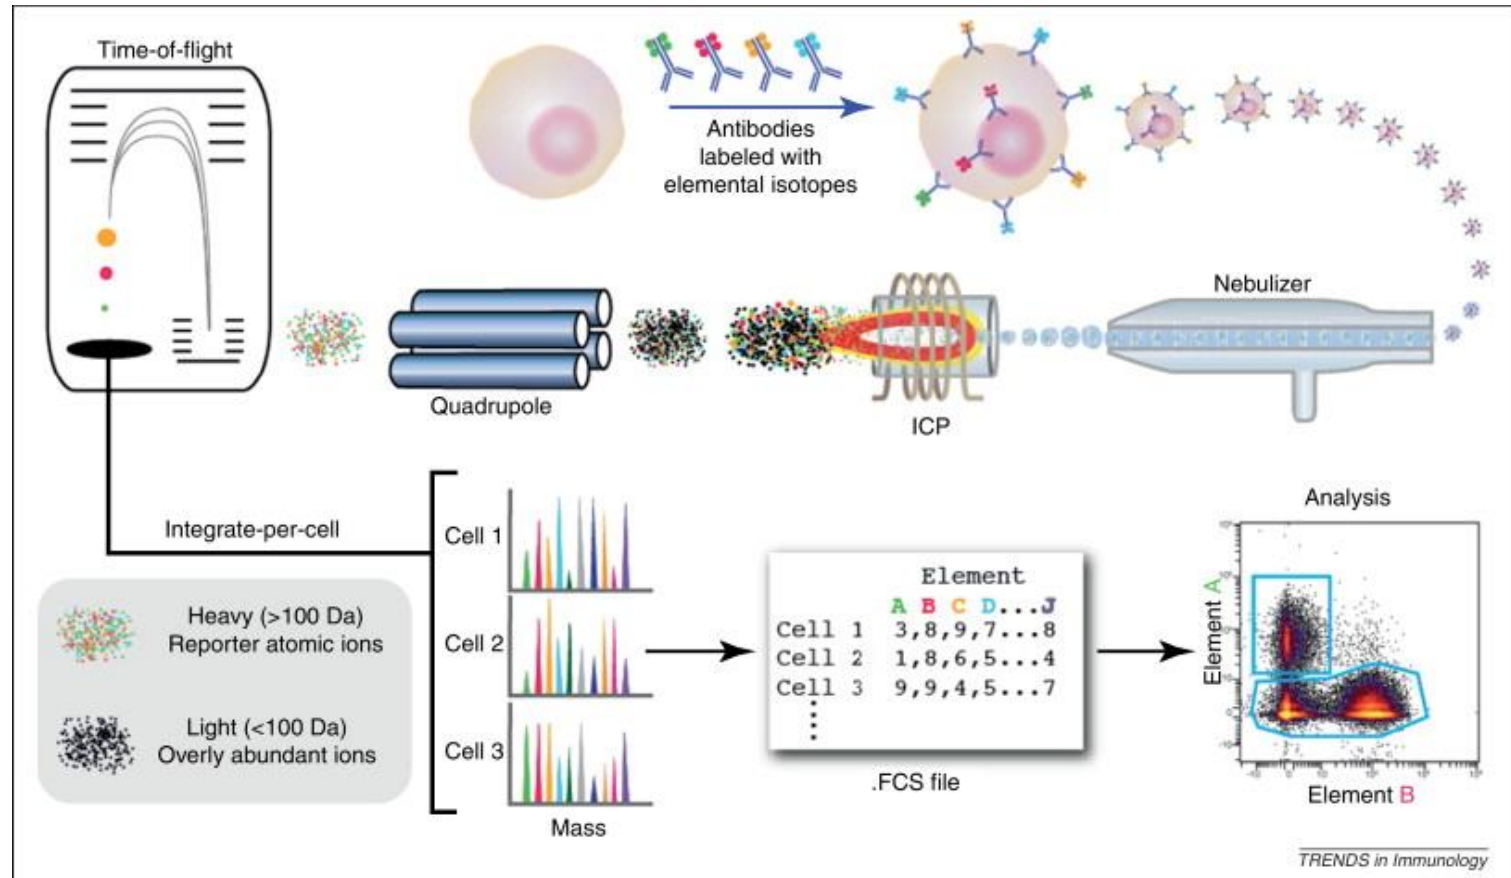 Time-of-flight
Antibodies
labeled with
elemental isotopes
Nebulizer
Quadrupole
ICP
Integrate-per-cell
Heavy (>100 Da)
Reporter atomic ions
Light (<100 Da)
Overly abundant ions
Cell 1
Cell 2
Cell 3
Mass
Element
A B C D...J
Cell 1 3,8,9,7...8
Cell 2 1,8,6,5...4
Cell 3 9,9,4,5...7
.FCS file
Analysis
Element A
Element B
TRENDS in Immunology